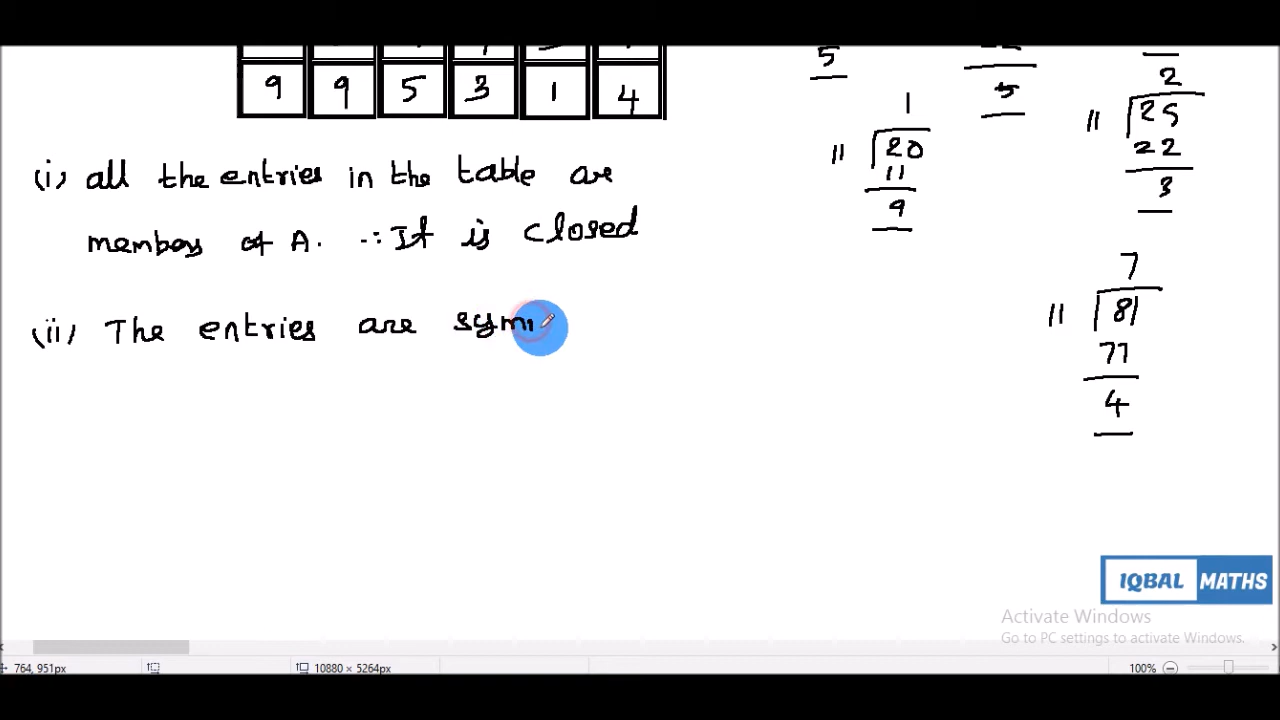 9 9 5 3 1 4
(i) all the entries in the table are
members of A. ∴ It is closed
(ii) The entries are sym
5
5
2
11 25
22
3
1
11 20
11
9
7
11 81
77
4
IQBAL MATHS
Activate Windows
Go to PC settings to activate Windows.
764, 951px
10880 × 5264px
100%